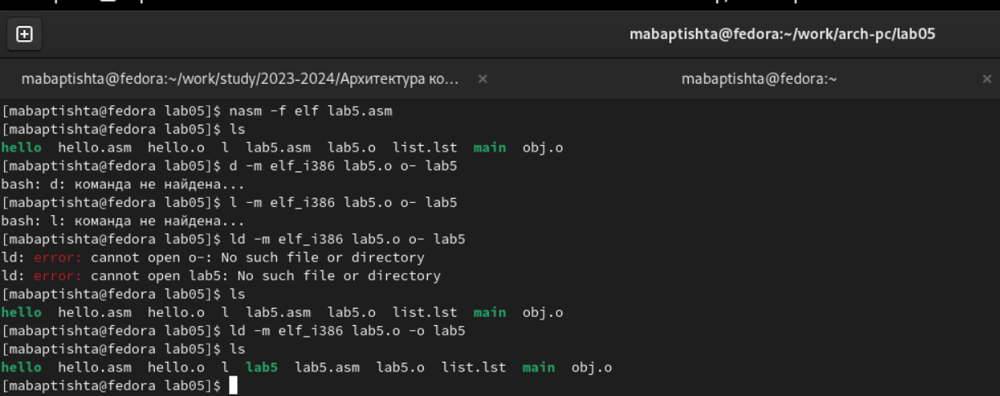 mabaptishta@fedora:~/work/arch-pc/lab05
mabaptishta@fedora:~/work/study/2023-2024/Архитектура ко... × mabaptishta@fedora:~ ×
[mabaptishta@fedora lab05]$ nasm -f elf lab5.asm
[mabaptishta@fedora lab05]$ ls
hello hello.asm hello.o l lab5.asm lab5.o list.lst main obj.o
[mabaptishta@fedora lab05]$ d -m elf_i386 lab5.o o- lab5
bash: d: команда не найдена...
[mabaptishta@fedora lab05]$ l -m elf_i386 lab5.o o- lab5
bash: l: команда не найдена...
[mabaptishta@fedora lab05]$ ld -m elf_i386 lab5.o o- lab5
ld: error: cannot open o-: No such file or directory
ld: error: cannot open lab5: No such file or directory
[mabaptishta@fedora lab05]$ ls
hello hello.asm hello.o l lab5.asm lab5.o list.lst main obj.o
[mabaptishta@fedora lab05]$ ld -m elf_i386 lab5.o -o lab5
[mabaptishta@fedora lab05]$ ls
hello hello.asm hello.o l lab5 lab5.asm lab5.o list.lst main obj.o
[mabaptishta@fedora lab05]$